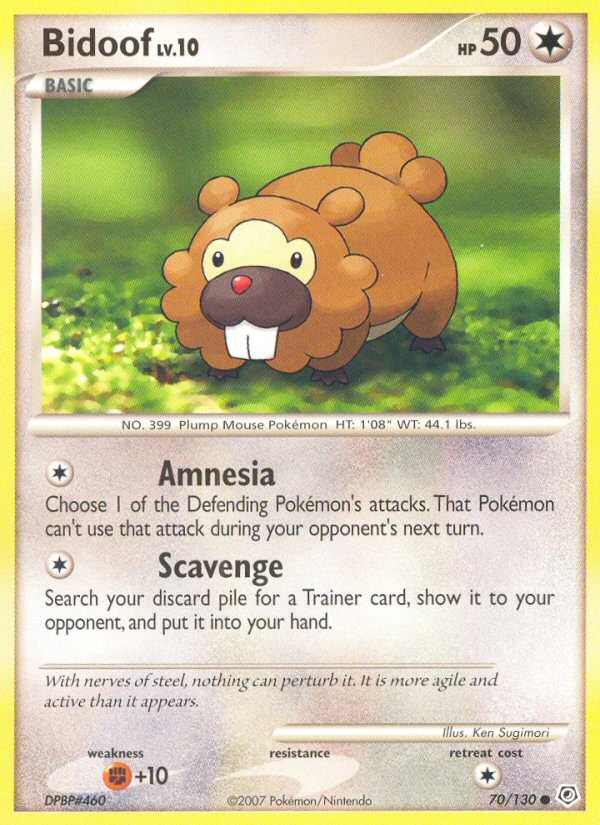 Bidoof LV.10 HP 50
BASIC
NO. 399 Plump Mouse Pokémon HT: 1'08" WT: 44.1 lbs.
Amnesia
Choose 1 of the Defending Pokémon's attacks. That Pokémon
can't use that attack during your opponent's next turn.
Scavenge
Search your discard pile for a Trainer card, show it to your
opponent, and put it into your hand.
With nerves of steel, nothing can perturb it. It is more agile and
active than it appears.
Illus. Ken Sugimori
weakness resistance retreat cost
+10
DPBP#460 ©2007 Pokémon/Nintendo 70/130